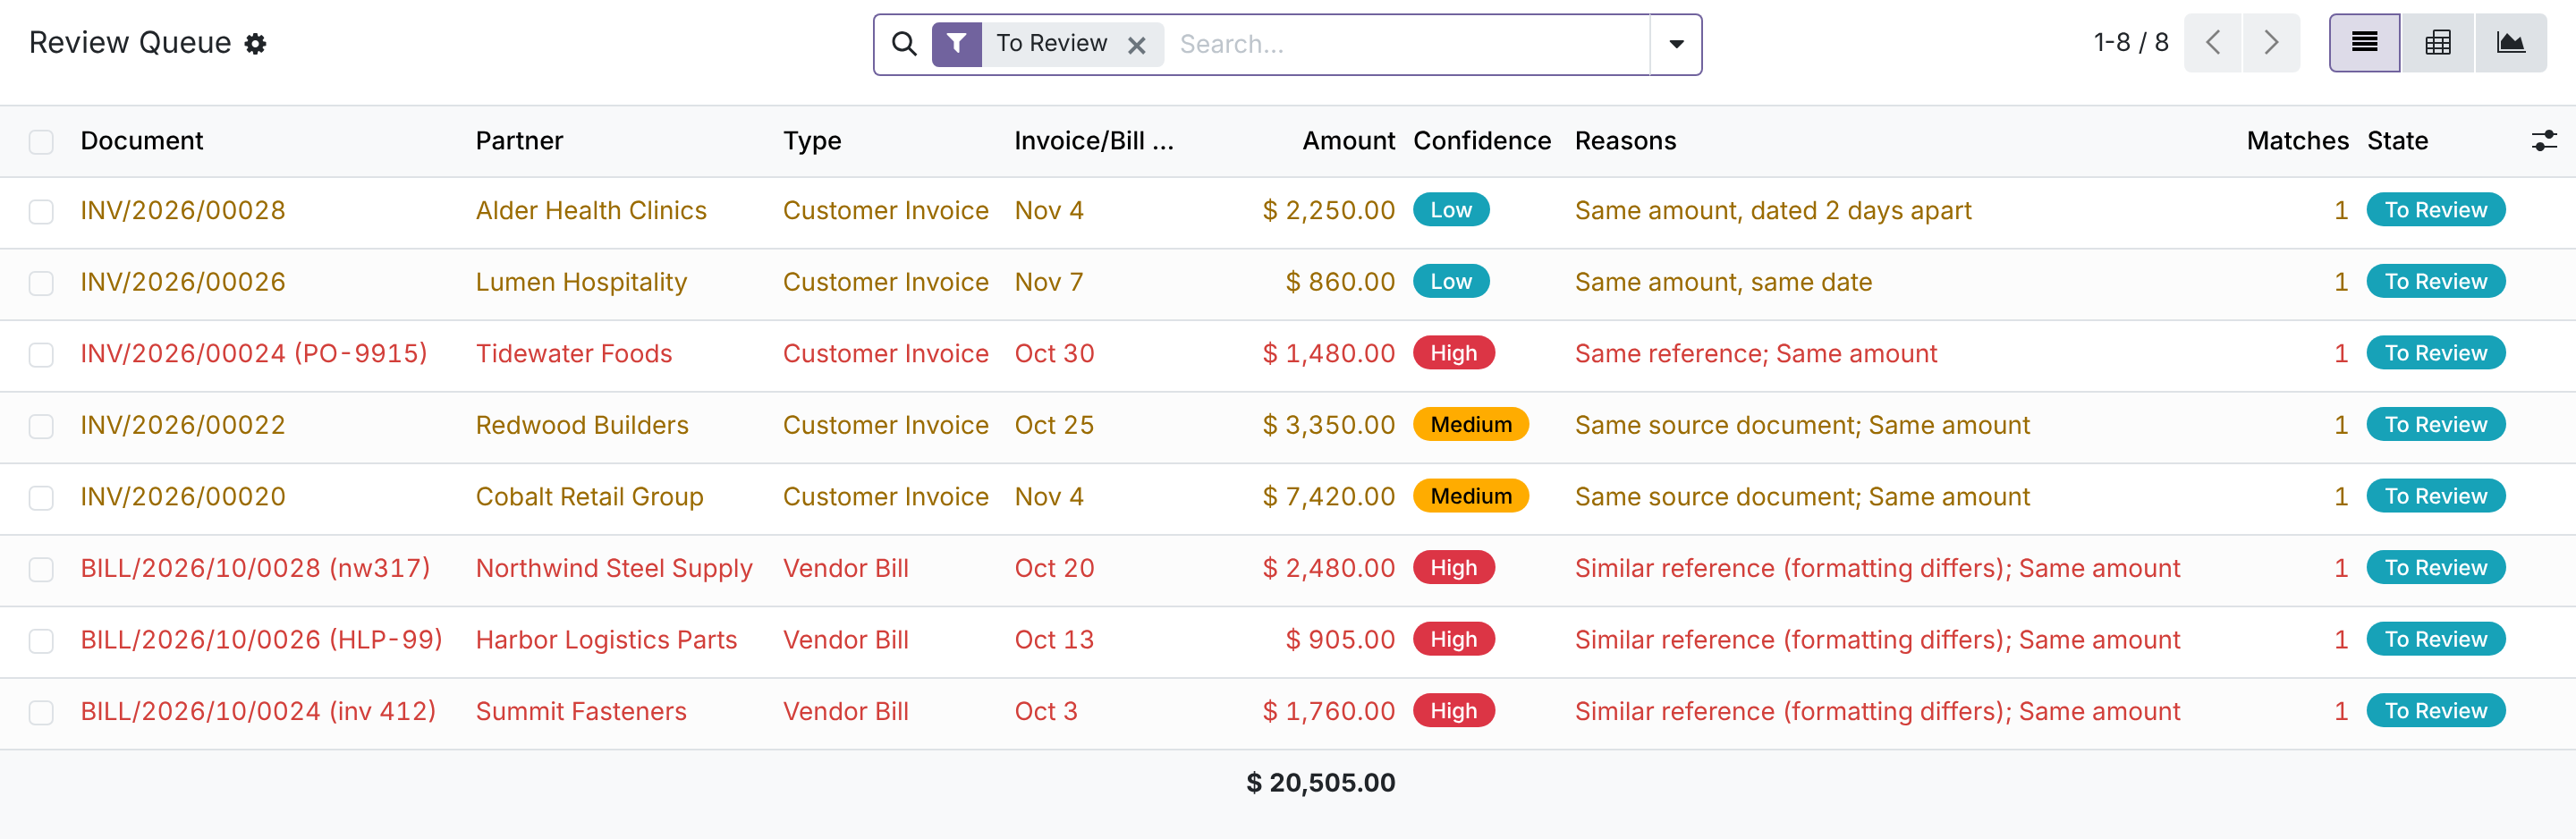 Review Queue To Review Search... 1-8 / 8
Document Partner Type Invoice/Bill ... Amount Confidence Reasons Matches State
INV/2026/00028 Alder Health Clinics Customer Invoice Nov 4 $ 2,250.00 Low Same amount, dated 2 days apart 1 To Review
INV/2026/00026 Lumen Hospitality Customer Invoice Nov 7 $ 860.00 Low Same amount, same date 1 To Review
INV/2026/00024 (PO-9915) Tidewater Foods Customer Invoice Oct 30 $ 1,480.00 High Same reference; Same amount 1 To Review
INV/2026/00022 Redwood Builders Customer Invoice Oct 25 $ 3,350.00 Medium Same source document; Same amount 1 To Review
INV/2026/00020 Cobalt Retail Group Customer Invoice Nov 4 $ 7,420.00 Medium Same source document; Same amount 1 To Review
BILL/2026/10/0028 (nw317) Northwind Steel Supply Vendor Bill Oct 20 $ 2,480.00 High Similar reference (formatting differs); Same amount 1 To Review
BILL/2026/10/0026 (HLP-99) Harbor Logistics Parts Vendor Bill Oct 13 $ 905.00 High Similar reference (formatting differs); Same amount 1 To Review
BILL/2026/10/0024 (inv 412) Summit Fasteners Vendor Bill Oct 3 $ 1,760.00 High Similar reference (formatting differs); Same amount 1 To Review
$ 20,505.00